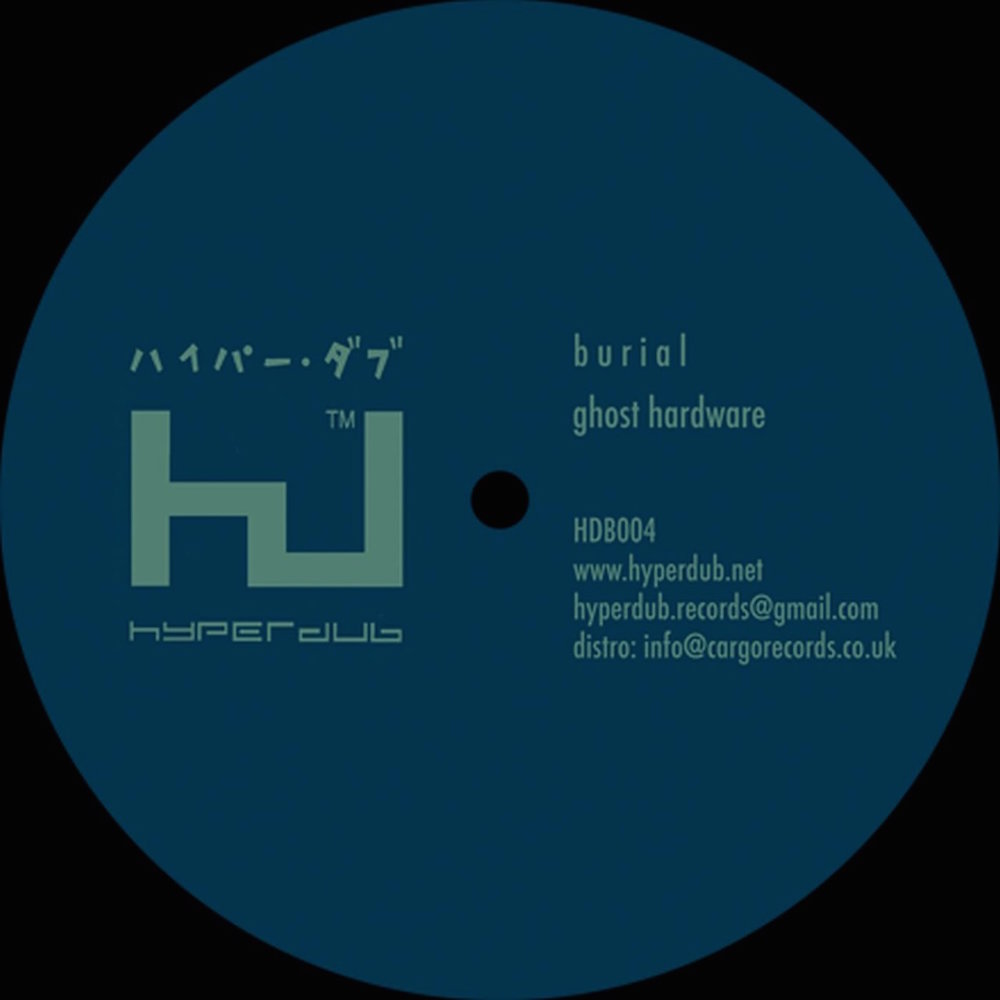 ハイパー・ダブ
TM
hyperdub
burial
ghost hardware
HDB004
www.hyperdub.net
hyperdub.records@gmail.com
distro: info@cargorecords.co.uk